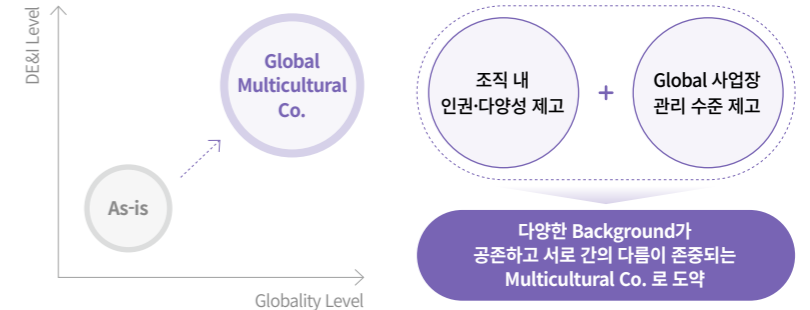 DE&I Level
Global
Multicultural
Co.
As-is
Globality Level
조직 내
인권·다양성 제고
+
Global 사업장
관리 수준 제고
다양한 Background가
공존하고 서로 간의 다름이 존중되는
Multicultural Co. 로 도약